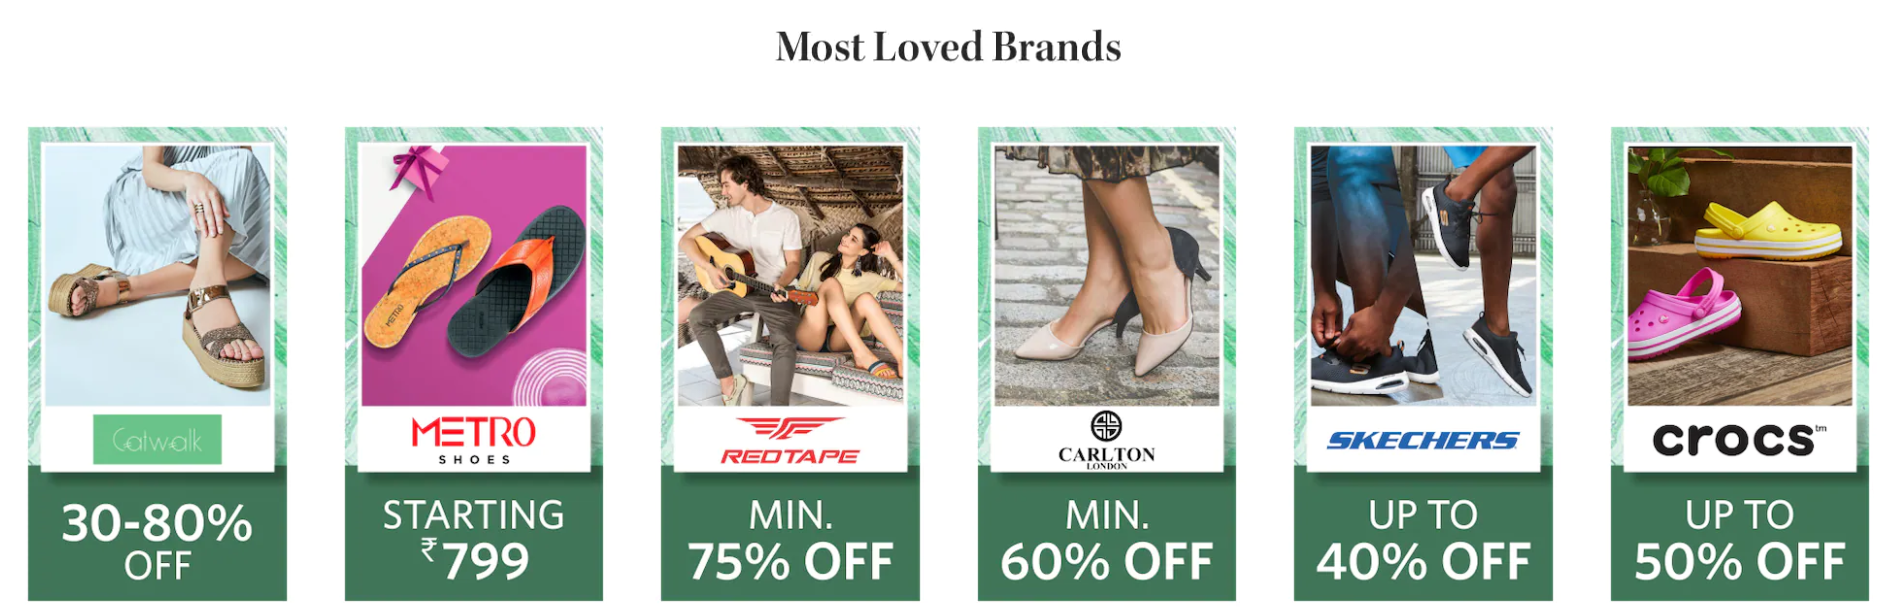 Most Loved Brands
Catwalk
30-80%
OFF
METRO
SHOES
STARTING
₹799
REDTAPE
MIN.
75% OFF
CARLTON
LONDON
MIN.
60% OFF
SKECHERS
UP TO
40% OFF
crocs™
UP TO
50% OFF